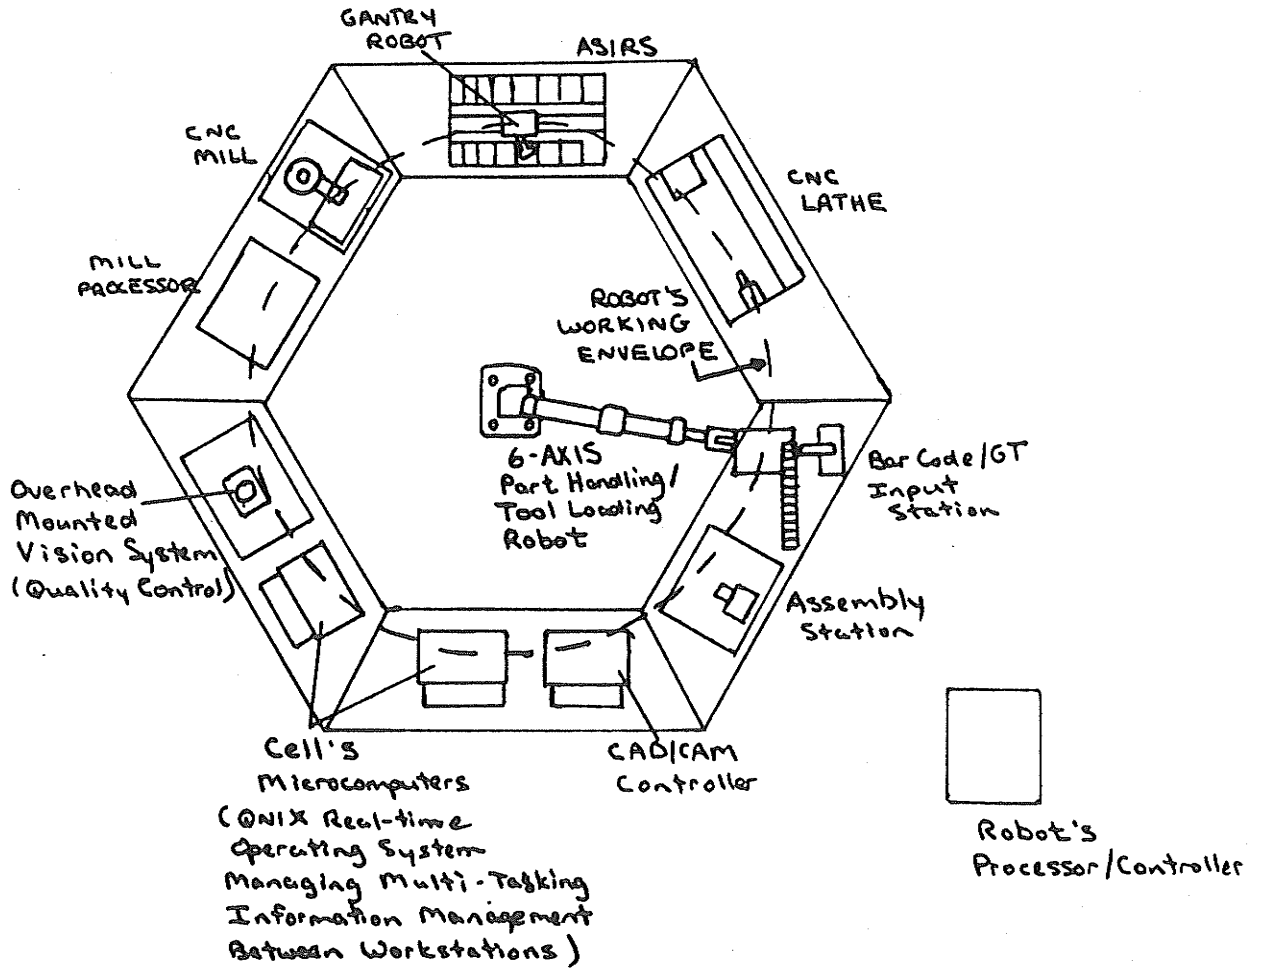 GANTRY
ROBOT
ASIRS
CNC
MILL
CNC
LATHE
MILL
PROCESSOR
ROBOT'S
WORKING
ENVELOPE
6-AXIS
Part Handling/
Tool Loading
Robot
Bar Code/GT
Input
Station
Overhead
Mounted
Vision System
(Quality Control)
Assembly
Station
Cell's
Microcomputers
(QNIX Real-time
Operating System
Managing Multi-Tasking
Information Management
Between Workstations)
CAD/CAM
Controller
Robot's
Processor/Controller